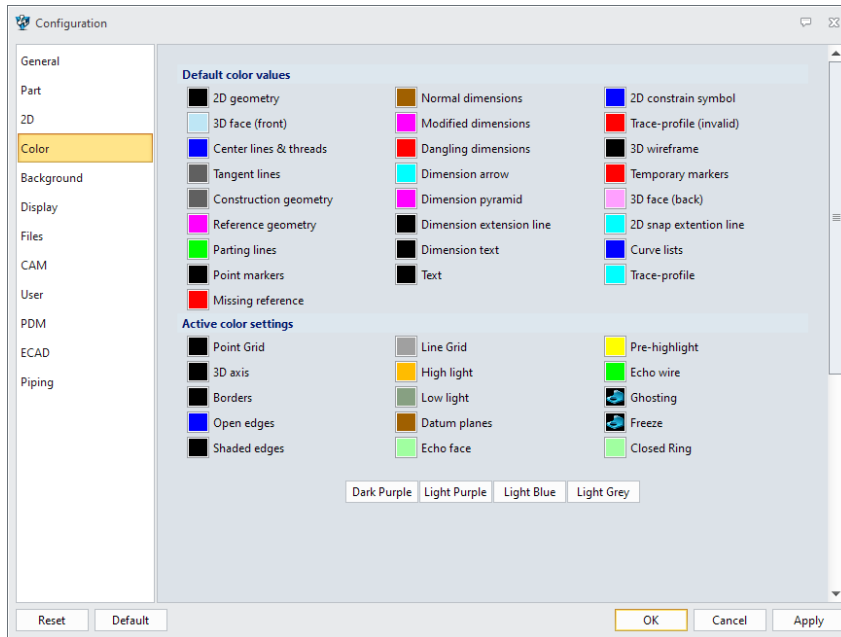 Configuration
General
Part
2D
Color
Background
Display
Files
CAM
User
PDM
ECAD
Piping
Default color values
2D geometry Normal dimensions 2D constrain symbol
3D face (front) Modified dimensions Trace-profile (invalid)
Center lines & threads Dangling dimensions 3D wireframe
Tangent lines Dimension arrow Temporary markers
Construction geometry Dimension pyramid 3D face (back)
Reference geometry Dimension extension line 2D snap extention line
Parting lines Dimension text Curve lists
Point markers Text Trace-profile
Missing reference
Active color settings
Point Grid Line Grid Pre-highlight
3D axis High light Echo wire
Borders Low light Ghosting
Open edges Datum planes Freeze
Shaded edges Echo face Closed Ring
Dark Purple Light Purple Light Blue Light Grey
Reset Default OK Cancel Apply